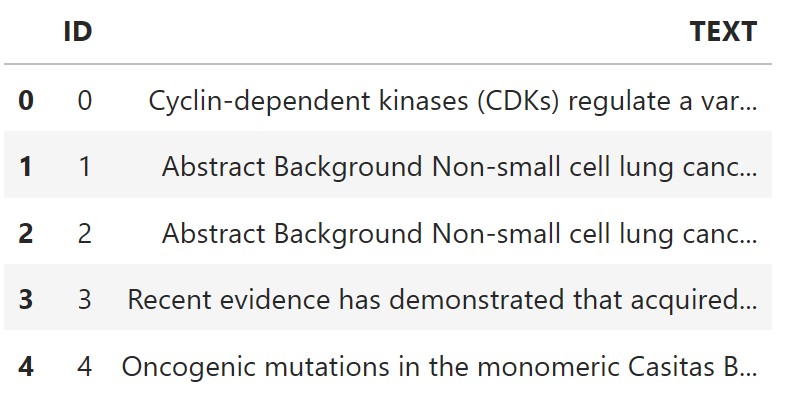 ID TEXT
0 0 Cyclin-dependent kinases (CDKs) regulate a var...
1 1 Abstract Background Non-small cell lung canc...
2 2 Abstract Background Non-small cell lung canc...
3 3 Recent evidence has demonstrated that acquired...
4 4 Oncogenic mutations in the monomeric Casitas B...